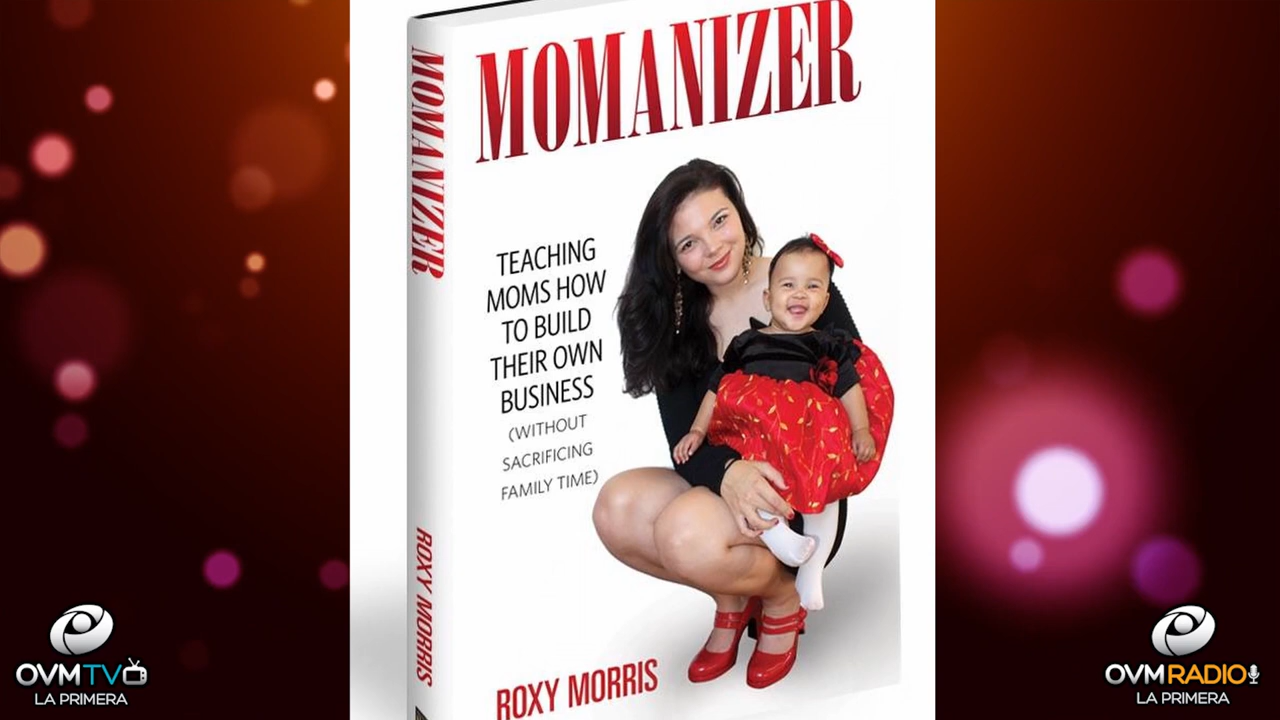 MOMANIZER
MOMANIZER
TEACHING
MOMS HOW
TO BUILD
THEIR OWN
BUSINESS
(WITHOUT
SACRIFICING
FAMILY TIME)
ROXY MORRIS
ROXY MORRIS
OVMTV
LA PRIMERA
OVMRADIO
LA PRIMERA